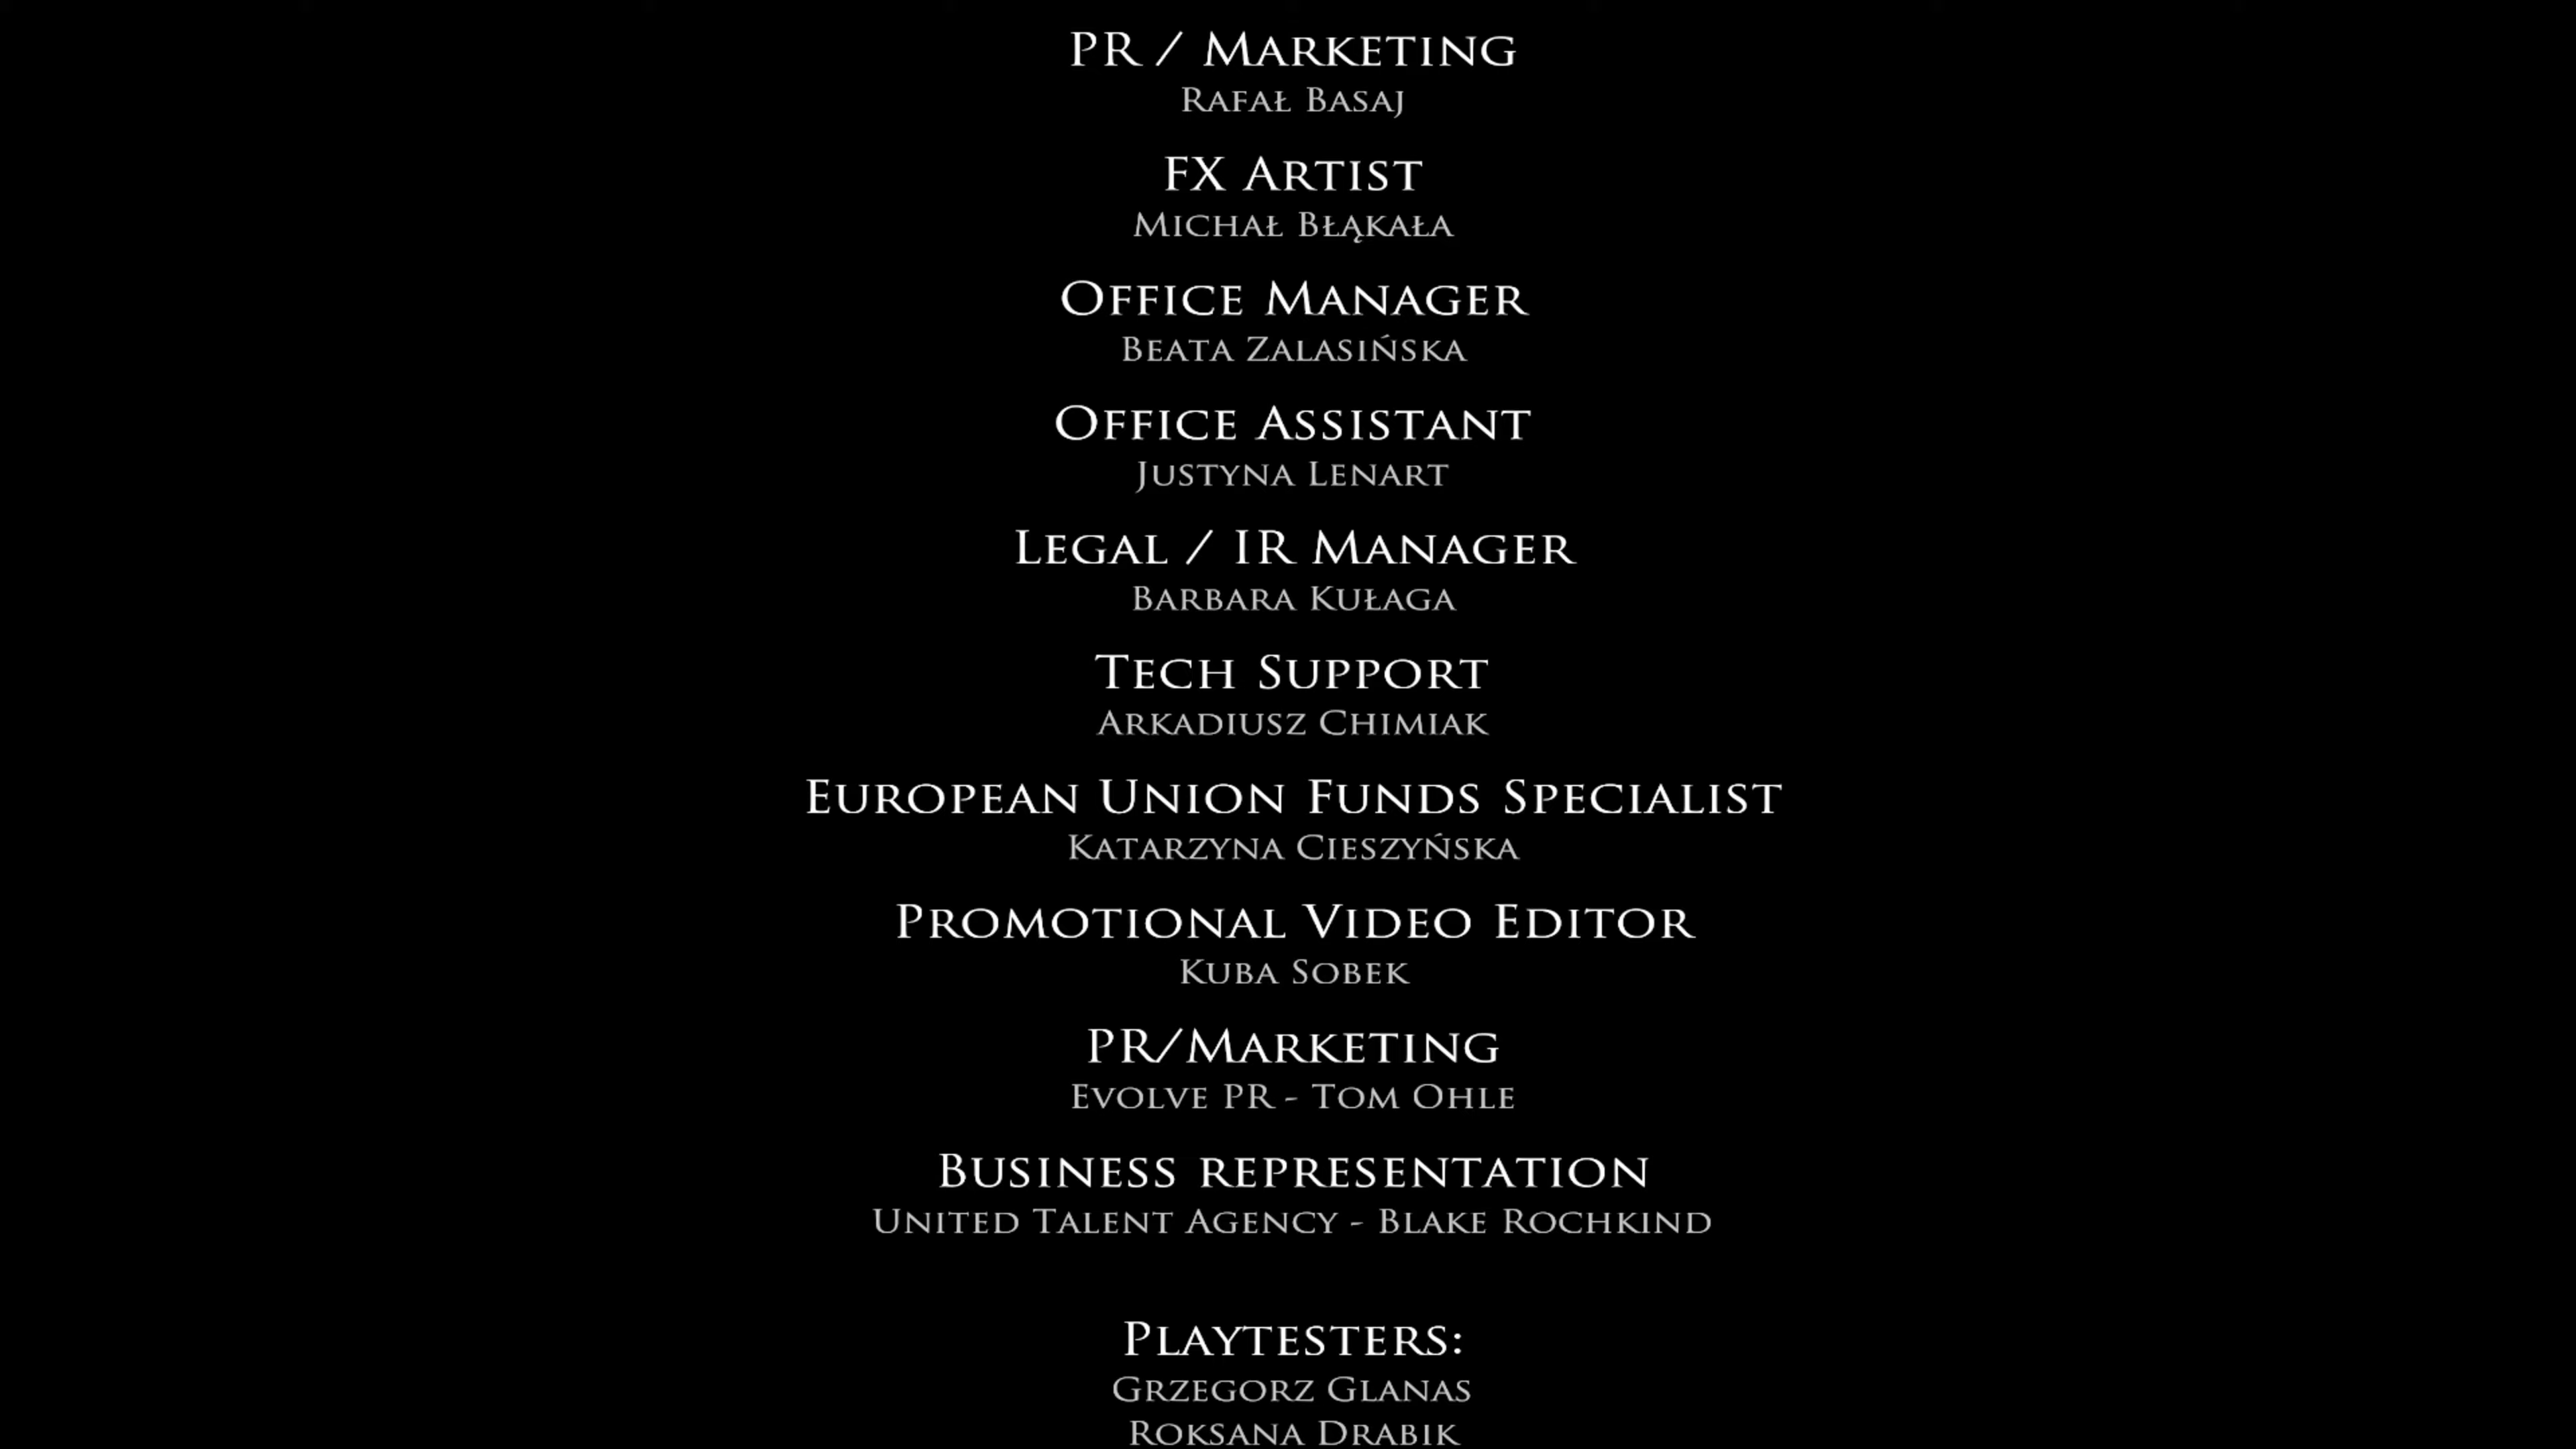 PR / Marketing
Rafał Basaj
FX Artist
Michał Błąkała
Office Manager
Beata Zalasińska
Office Assistant
Justyna Lenart
Legal / IR Manager
Barbara Kułaga
Tech Support
Arkadiusz Chimiak
European Union Funds Specialist
Katarzyna Cieszyńska
Promotional Video Editor
Kuba Sobek
PR/Marketing
Evolve PR - Tom Ohle
Business representation
United Talent Agency - Blake Rochkind
Playtesters:
Grzegorz Glanas
Roksana Drabik